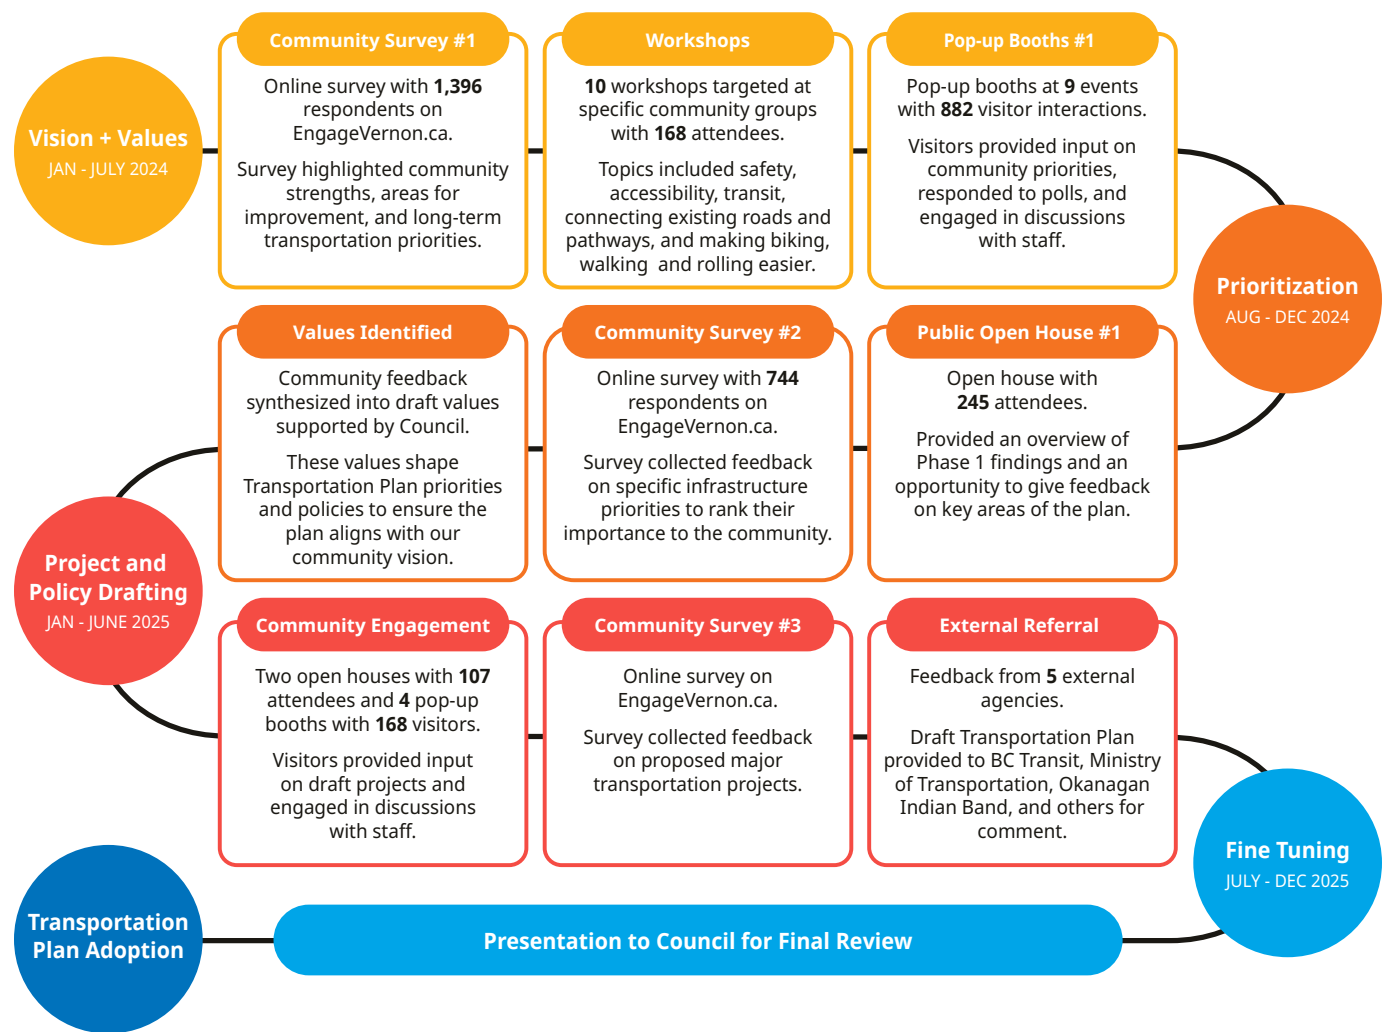 Vision + Values
JAN - JULY 2024
Community Survey #1
Online survey with 1,396
respondents on
EngageVernon.ca.
Survey highlighted community
strengths, areas for
improvement, and long-term
transportation priorities.
Workshops
10 workshops targeted at
specific community groups
with 168 attendees.
Topics included safety,
accessibility, transit,
connecting existing roads and
pathways, and making biking,
walking and rolling easier.
Pop-up Booths #1
Pop-up booths at 9 events
with 882 visitor interactions.
Visitors provided input on
community priorities,
responded to polls, and
engaged in discussions
with staff.
Prioritization
AUG - DEC 2024
Public Open House #1
Open house with
245 attendees.
Provided an overview of
Phase 1 findings and an
opportunity to give feedback
on key areas of the plan.
Community Survey #2
Online survey with 744
respondents on
EngageVernon.ca.
Survey collected feedback
on specific infrastructure
priorities to rank their
importance to the community.
Values Identified
Community feedback
synthesized into draft values
supported by Council.
These values shape
Transportation Plan priorities
and policies to ensure the
plan aligns with our
community vision.
Project and
Policy Drafting
JAN - JUNE 2025
Community Engagement
Two open houses with 107
attendees and 4 pop-up
booths with 168 visitors.
Visitors provided input
on draft projects and
engaged in discussions
with staff.
Community Survey #3
Online survey on
EngageVernon.ca.
Survey collected feedback
on proposed major
transportation projects.
External Referral
Feedback from 5 external
agencies.
Draft Transportation Plan
provided to BC Transit, Ministry
of Transportation, Okanagan
Indian Band, and others for
comment.
Fine Tuning
JULY - DEC 2025
Presentation to Council for Final Review
Transportation
Plan Adoption